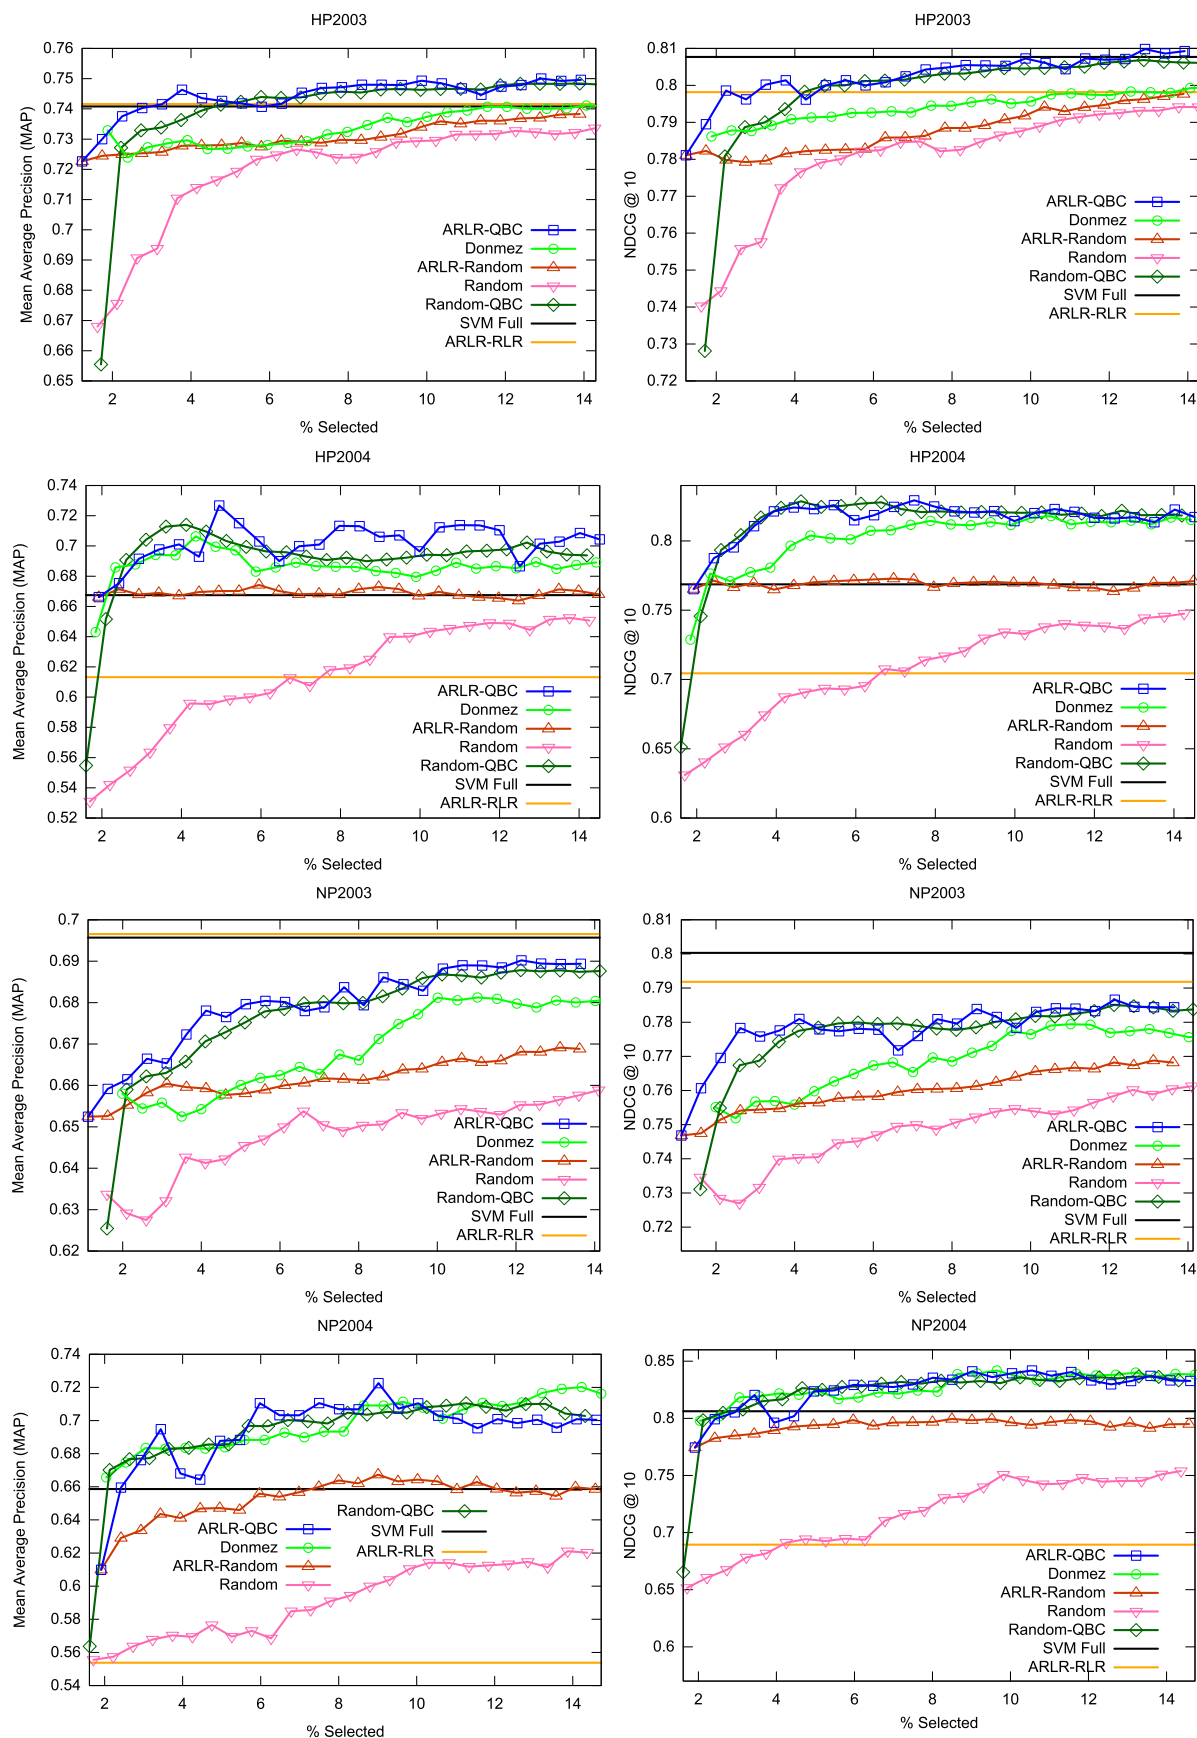 HP2003
0.76
0.75
0.74
0.73
0.72
0.71
0.7
0.69
0.68
0.67
0.66
0.65
Mean Average Precision (MAP)
ARLR-QBC
Donmez
ARLR-Random
Random
Random-QBC
SVM Full
ARLR-RLR
2 4 6 8 10 12 14
% Selected
HP2003
0.81
0.8
0.79
0.78
0.77
0.76
0.75
0.74
0.73
0.72
NDCG @ 10
ARLR-QBC
Donmez
ARLR-Random
Random
Random-QBC
SVM Full
ARLR-RLR
2 4 6 8 10 12 14
% Selected
HP2004
0.74
0.72
0.7
0.68
0.66
0.64
0.62
0.6
0.58
0.56
0.54
0.52
Mean Average Precision (MAP)
ARLR-QBC
Donmez
ARLR-Random
Random
Random-QBC
SVM Full
ARLR-RLR
2 4 6 8 10 12 14
% Selected
HP2004
0.8
0.75
0.7
0.65
0.6
NDCG @ 10
ARLR-QBC
Donmez
ARLR-Random
Random
Random-QBC
SVM Full
ARLR-RLR
2 4 6 8 10 12 14
% Selected
NP2003
0.7
0.69
0.68
0.67
0.66
0.65
0.64
0.63
0.62
Mean Average Precision (MAP)
ARLR-QBC
Donmez
ARLR-Random
Random
Random-QBC
SVM Full
ARLR-RLR
2 4 6 8 10 12 14
% Selected
NP2003
0.81
0.8
0.79
0.78
0.77
0.76
0.75
0.74
0.73
0.72
NDCG @ 10
ARLR-QBC
Donmez
ARLR-Random
Random
Random-QBC
SVM Full
ARLR-RLR
2 4 6 8 10 12 14
% Selected
NP2004
0.74
0.72
0.7
0.68
0.66
0.64
0.62
0.6
0.58
0.56
0.54
Mean Average Precision (MAP)
ARLR-QBC
Donmez
ARLR-Random
Random
Random-QBC
SVM Full
ARLR-RLR
2 4 6 8 10 12 14
% Selected
NP2004
0.85
0.8
0.75
0.7
0.65
0.6
NDCG @ 10
ARLR-QBC
Donmez
ARLR-Random
Random
Random-QBC
SVM Full
ARLR-RLR
2 4 6 8 10 12 14
% Selected